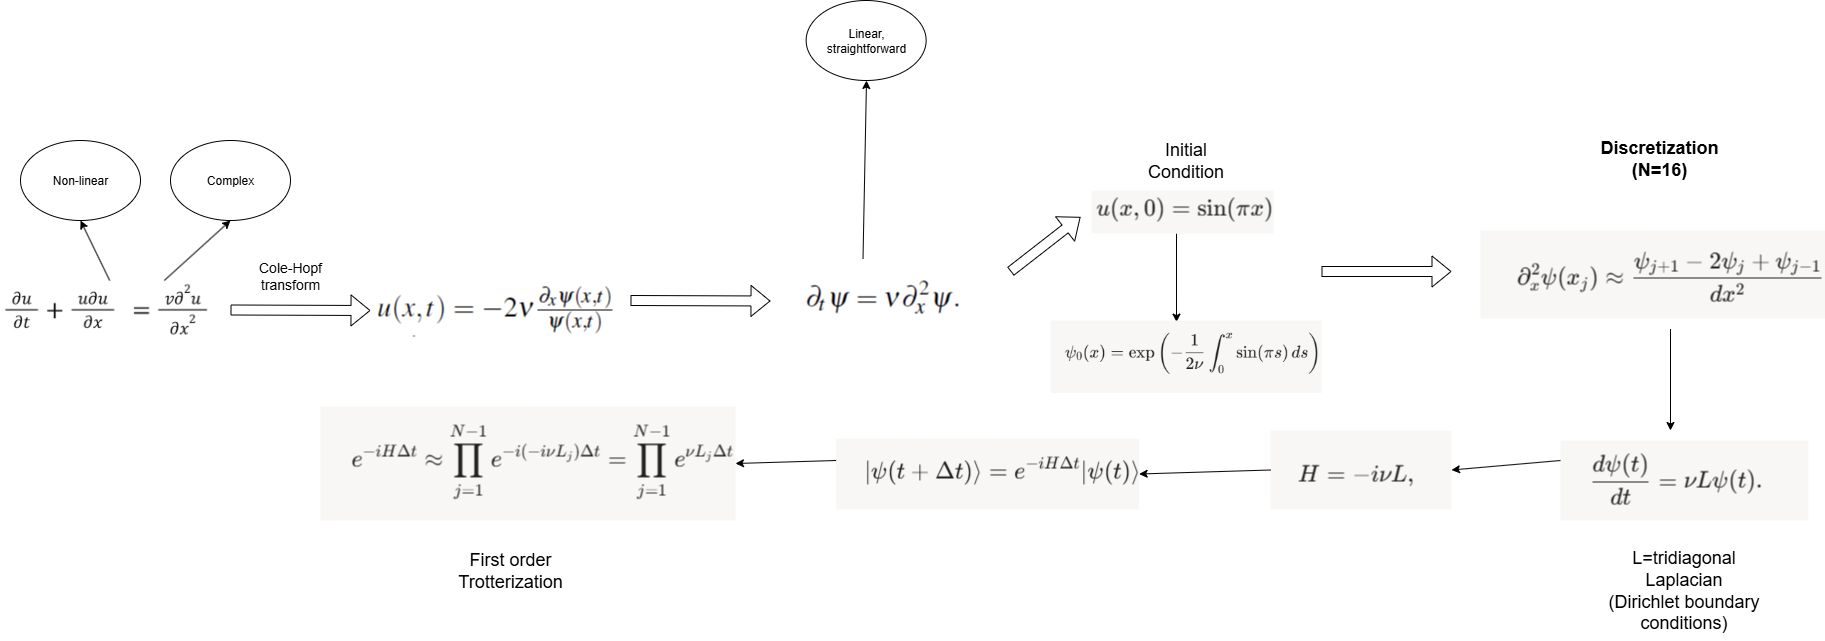 Linear,
straightforward
Non-linear
Complex
∂u/∂t + u∂u/∂x = ν∂²u/∂x²
Cole-Hopf
transform
u(x,t) = −2ν ∂ₓψ(x,t)/ψ(x,t)
∂ₜψ = ν∂ₓ²ψ.
Initial
Condition
u(x, 0) = sin(πx)
ψ₀(x) = exp(−1/2ν ∫₀ˣ sin(πs) ds)
Discretization
(N=16)
∂ₓ²ψ(xⱼ) ≈ (ψⱼ₊₁ − 2ψⱼ + ψⱼ₋₁)/dx²
dψ(t)/dt = νLψ(t).
L=tridiagonal
Laplacian
(Dirichlet boundary
conditions)
H = −iνL,
|ψ(t + Δt)⟩ = e^{−iHΔt}|ψ(t)⟩
e^{−iHΔt} ≈ ∏_{j=1}^{N−1} e^{−i(−iνLⱼ)Δt} = ∏_{j=1}^{N−1} e^{νLⱼΔt}
First order
Trotterization